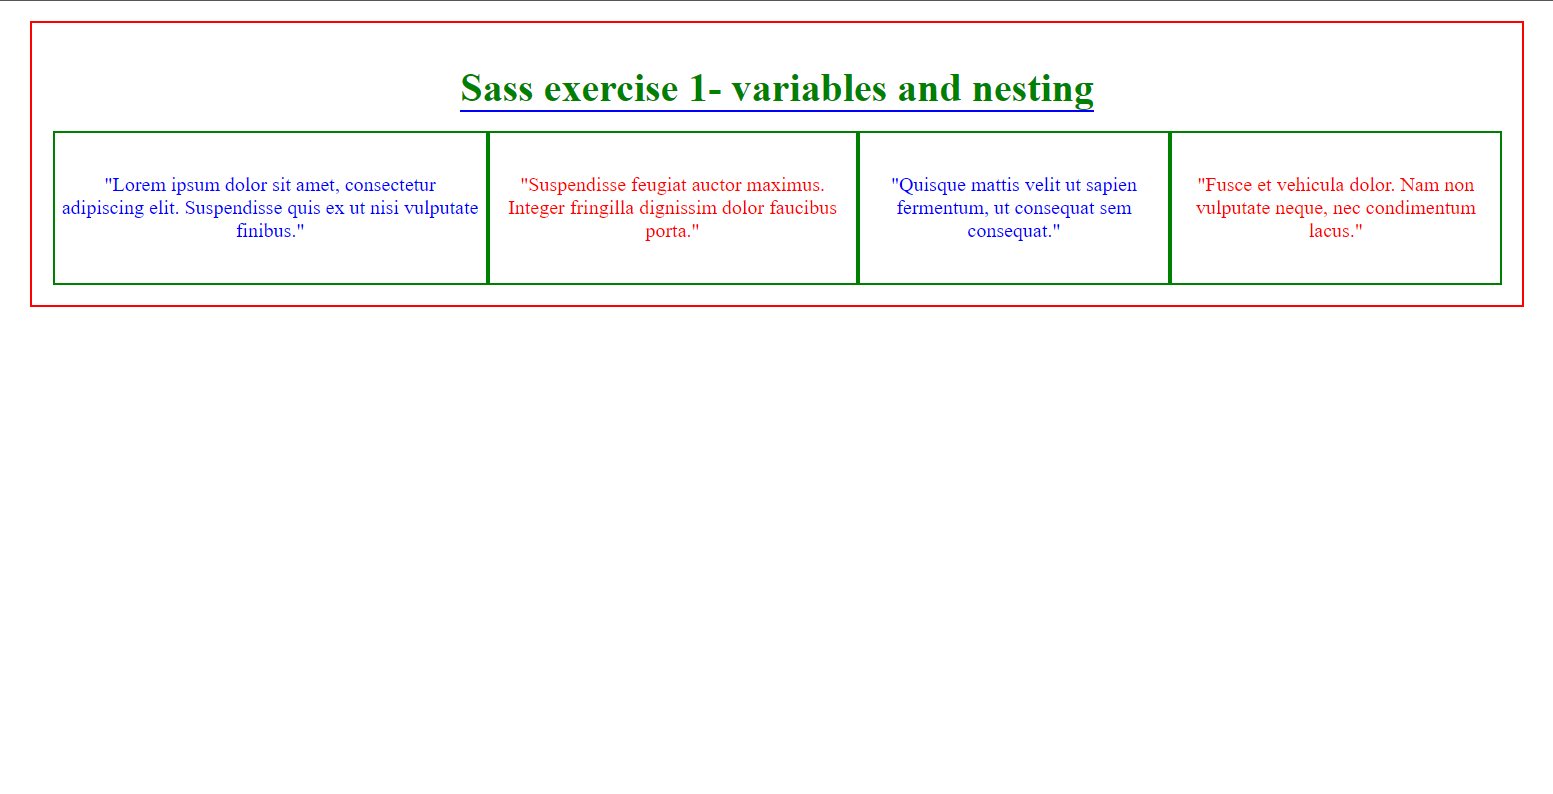 Sass exercise 1- variables and nesting
"Lorem ipsum dolor sit amet, consectetur
adipiscing elit. Suspendisse quis ex ut nisi vulputate
finibus."
"Suspendisse feugiat auctor maximus.
Integer fringilla dignissim dolor faucibus
porta."
"Quisque mattis velit ut sapien
fermentum, ut consequat sem
consequat."
"Fusce et vehicula dolor. Nam non
vulputate neque, nec condimentum
lacus."